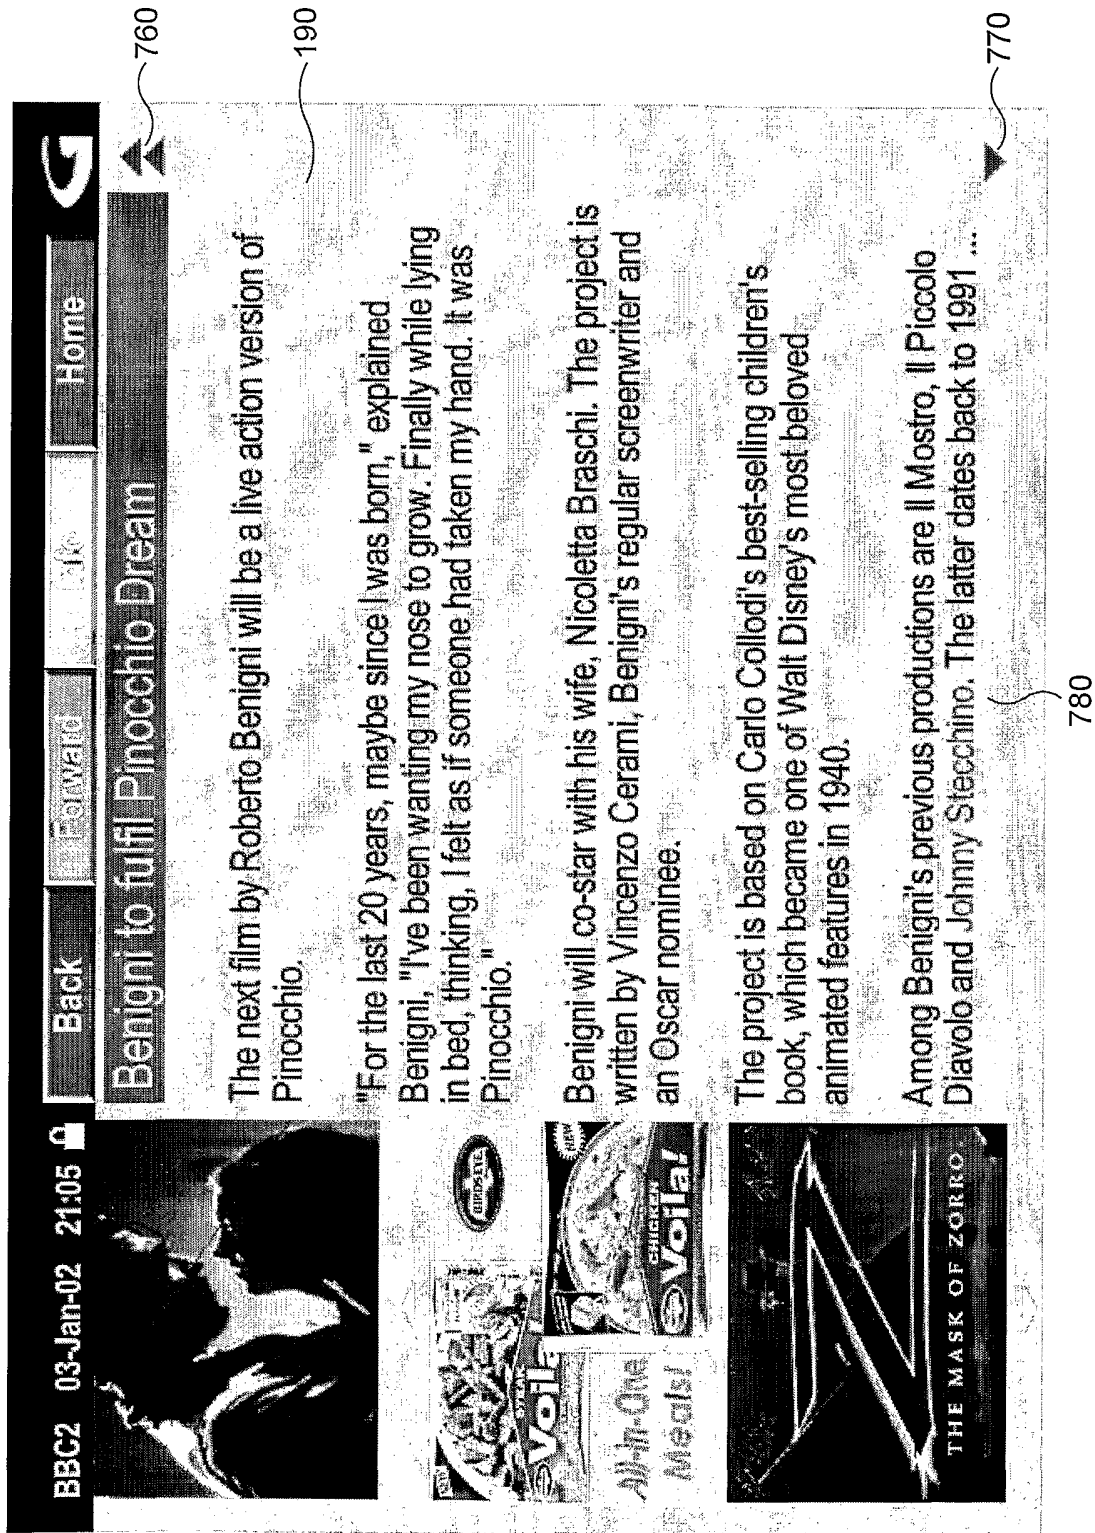 BBC2 03-Jan-02 21:05
Back
Forward
Home
Benigni to fulfil Pinocchio Dream
760
190
The next film by Roberto Benigni will be a live action version of
Pinocchio.
"For the last 20 years, maybe since I was born," explained
Benigni, "I've been wanting my nose to grow. Finally while lying
in bed, thinking, I felt as if someone had taken my hand. It was
Pinocchio."
Benigni will co-star with his wife, Nicoletta Braschi. The project is
written by Vincenzo Cerami, Benigni's regular screenwriter and
an Oscar nominee.
The project is based on Carlo Collodi's best-selling children's
book, which became one of Walt Disney's most beloved
animated features in 1940.
Among Benigni's previous productions are Il Mostro, Il Piccolo
Diavolo and Johnny Stecchino. The latter dates back to 1991 ...
770
780
BIRDS EYE
NEW
Voila!
CHICKEN
Voila!
All-In-One
Meals!
THE MASK OF ZORRO